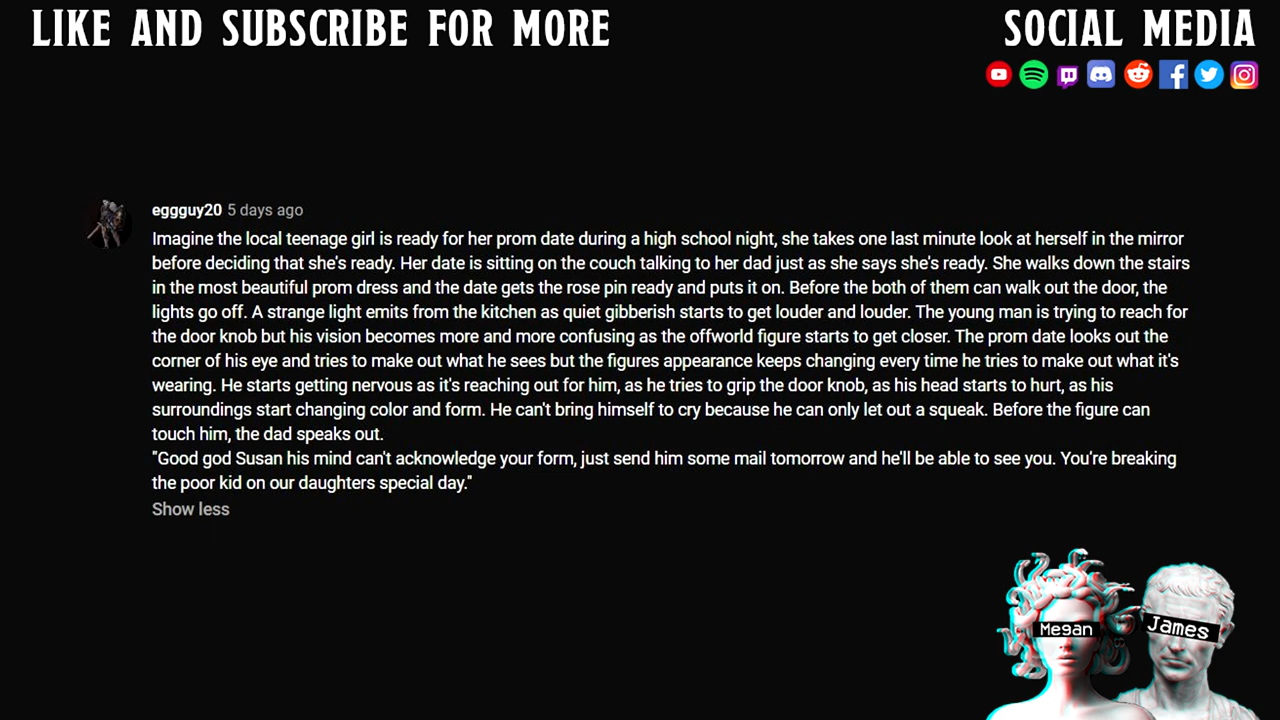 LIKE AND SUBSCRIBE FOR MORE
SOCIAL MEDIA
eggguy20 5 days ago
Imagine the local teenage girl is ready for her prom date during a high school night, she takes one last minute look at herself in the mirror
before deciding that she's ready. Her date is sitting on the couch talking to her dad just as she says she's ready. She walks down the stairs
in the most beautiful prom dress and the date gets the rose pin ready and puts it on. Before the both of them can walk out the door, the
lights go off. A strange light emits from the kitchen as quiet gibberish starts to get louder and louder. The young man is trying to reach for
the door knob but his vision becomes more and more confusing as the offworld figure starts to get closer. The prom date looks out the
corner of his eye and tries to make out what he sees but the figures appearance keeps changing every time he tries to make out what it's
wearing. He starts getting nervous as it's reaching out for him, as he tries to grip the door knob, as his head starts to hurt, as his
surroundings start changing color and form. He can't bring himself to cry because he can only let out a squeak. Before the figure can
touch him, the dad speaks out.
"Good god Susan his mind can't acknowledge your form, just send him some mail tomorrow and he'll be able to see you. You're breaking
the poor kid on our daughters special day."
Show less
Megan
James